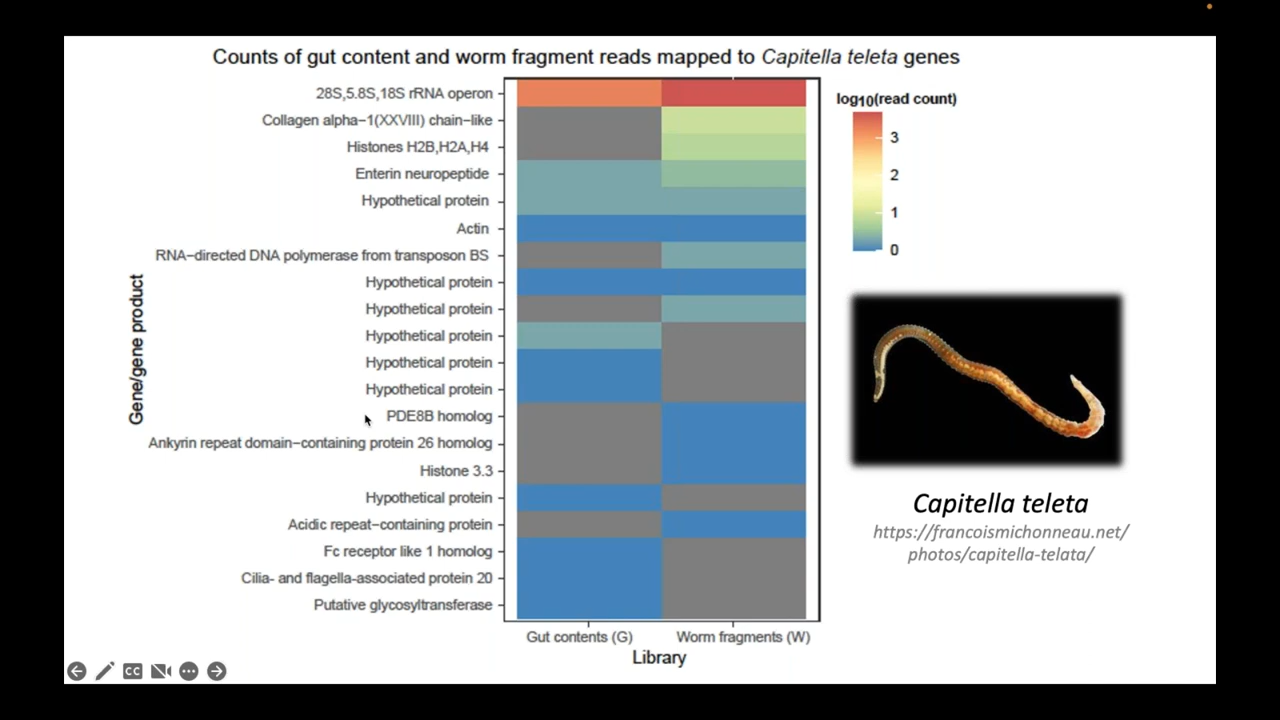 Counts of gut content and worm fragment reads mapped to Capitella teleta genes
28S,5.8S,18S rRNA operon
Collagen alpha−1(XXVIII) chain−like
Histones H2B,H2A,H4
Enterin neuropeptide
Hypothetical protein
Actin
RNA−directed DNA polymerase from transposon BS
Hypothetical protein
Hypothetical protein
Hypothetical protein
Hypothetical protein
Hypothetical protein
PDE8B homolog
Ankyrin repeat domain−containing protein 26 homolog
Histone 3.3
Hypothetical protein
Acidic repeat−containing protein
Fc receptor like 1 homolog
Cilia- and flagella-associated protein 20
Putative glycosyltransferase
Gene/gene product
Gut contents (G)
Worm fragments (W)
Library
log10(read count)
3
2
1
0
Capitella teleta
https://francoismichonneau.net/
photos/capitella-telata/
CC